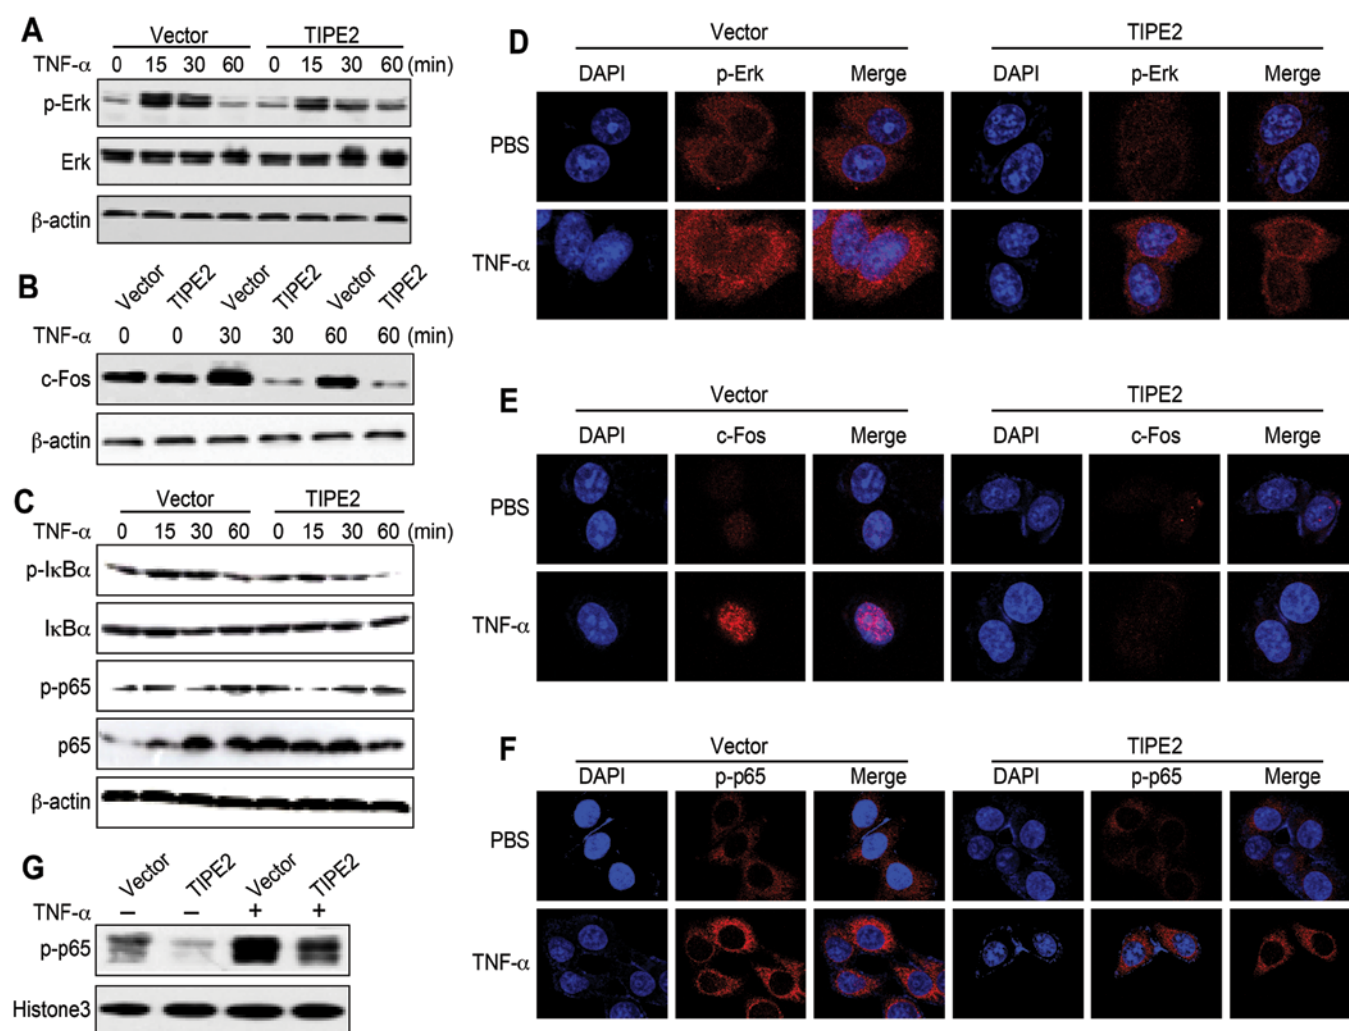 A
Vector TIPE2
TNF-α 0 15 30 60 0 15 30 60 (min)
p-Erk
Erk
β-actin
B
Vector TIPE2 Vector TIPE2 Vector TIPE2
TNF-α 0 0 30 30 60 60 (min)
c-Fos
β-actin
C
Vector TIPE2
TNF-α 0 15 30 60 0 15 30 60 (min)
p-IκBα
IκBα
p-p65
p65
β-actin
G
Vector TIPE2 Vector TIPE2
TNF-α – – + +
p-p65
Histone3
D
Vector TIPE2
DAPI p-Erk Merge DAPI p-Erk Merge
PBS
TNF-α
E
Vector TIPE2
DAPI c-Fos Merge DAPI c-Fos Merge
PBS
TNF-α
F
Vector TIPE2
DAPI p-p65 Merge DAPI p-p65 Merge
PBS
TNF-α